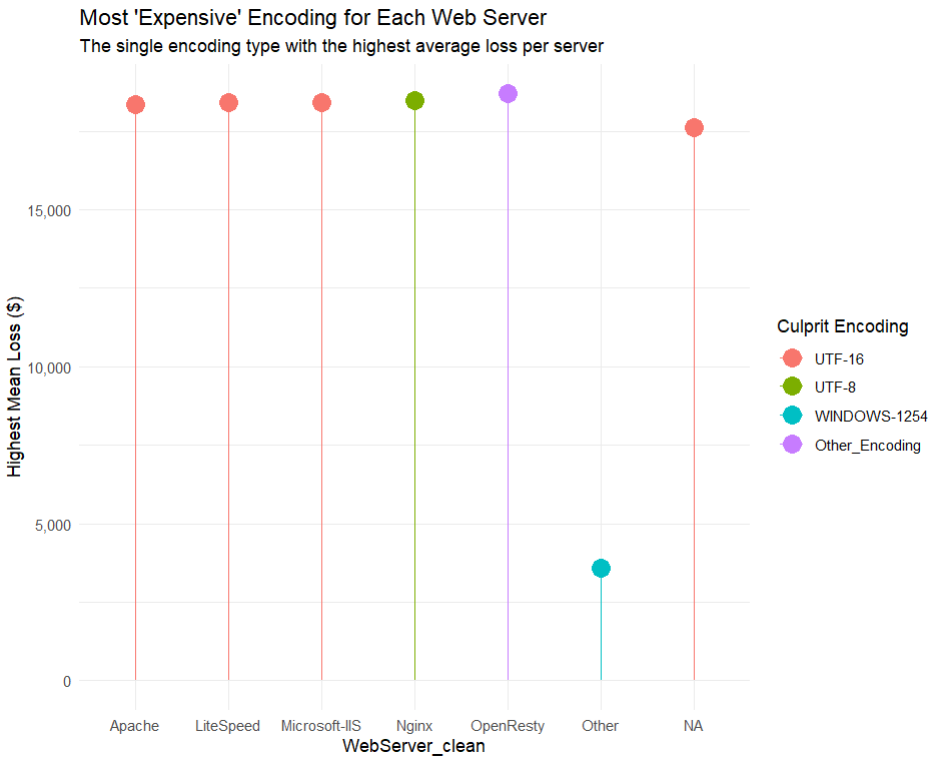 Most 'Expensive' Encoding for Each Web Server
The single encoding type with the highest average loss per server
Highest Mean Loss ($)
15,000
10,000
5,000
0
Apache
LiteSpeed
Microsoft-IIS
Nginx
OpenResty
Other
NA
WebServer_clean
Culprit Encoding
UTF-16
UTF-8
WINDOWS-1254
Other_Encoding